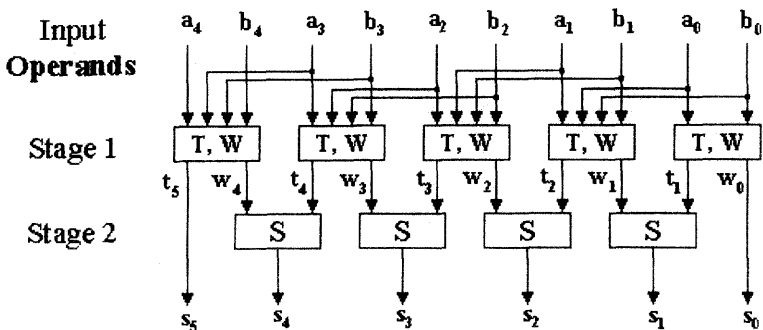 Input a₄ b₄ a₃ b₃ a₂ b₂ a₁ b₁ a₀ b₀
Operands
Stage 1 T, W T, W T, W T, W T, W
t₅ w₄ t₄ w₃ t₃ w₂ t₂ w₁ t₁ w₀
Stage 2 S S S S
s₅ s₄ s₃ s₂ s₁ s₀